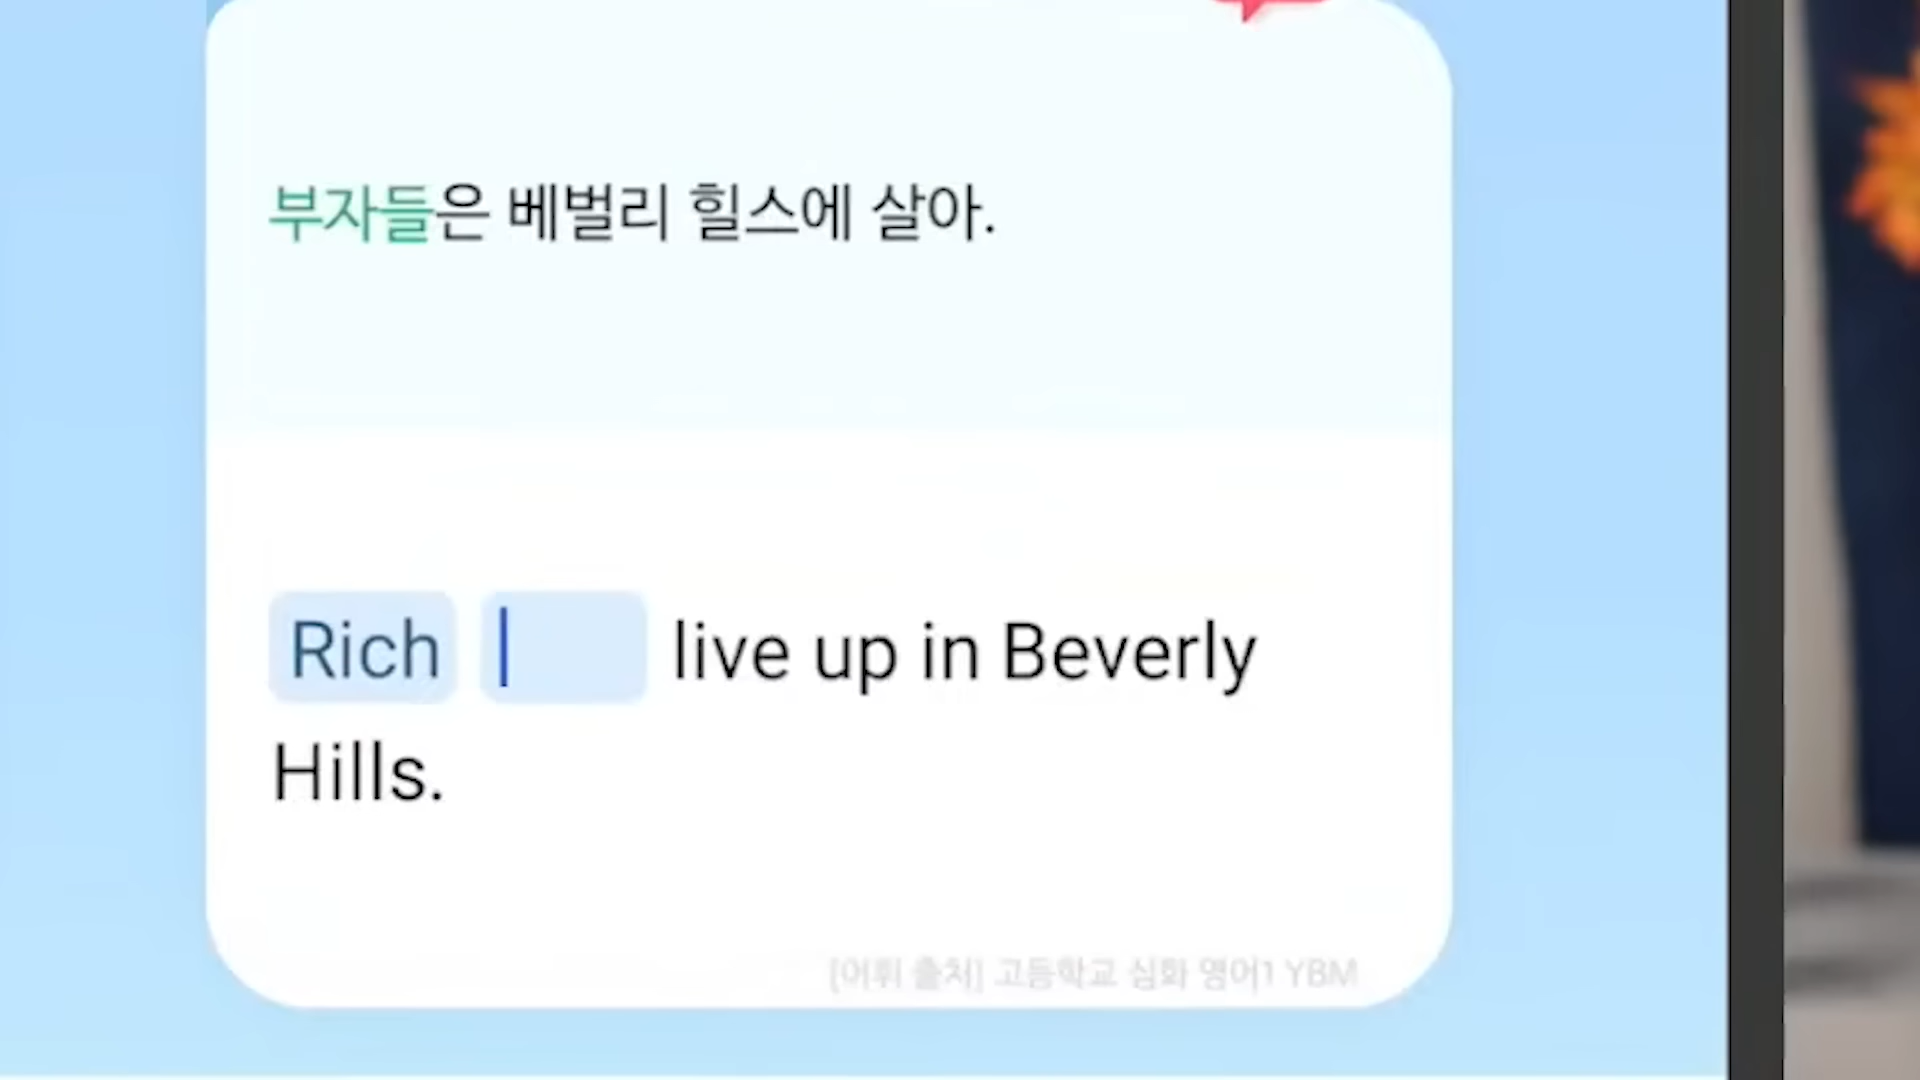 부자들은 베벌리 힐스에 살아.
Rich live up in Beverly
Hills.
[어휘 출처] 고등학교 심화 영어1 YBM